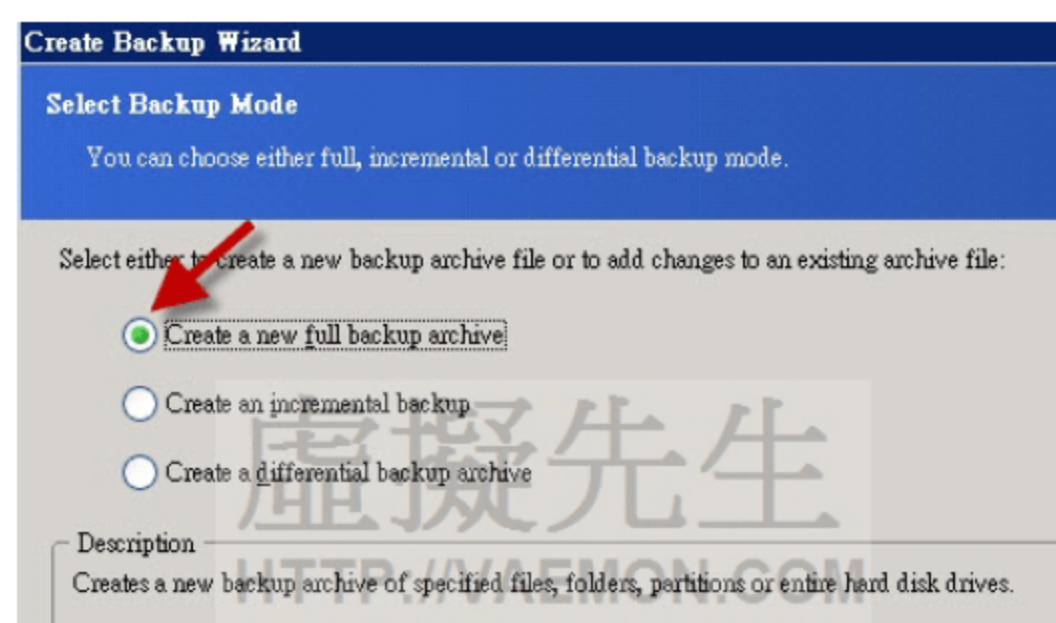 Create Backup Wizard
Select Backup Mode
You can choose either full, incremental or differential backup mode.
Select either to create a new backup archive file or to add changes to an existing archive file:
Create a new full backup archive
Create an incremental backup
Create a differential backup archive
虛擬先生
Description
Creates a new backup archive of specified files, folders, partitions or entire hard disk drives.
HTTP://VAEMON.COM